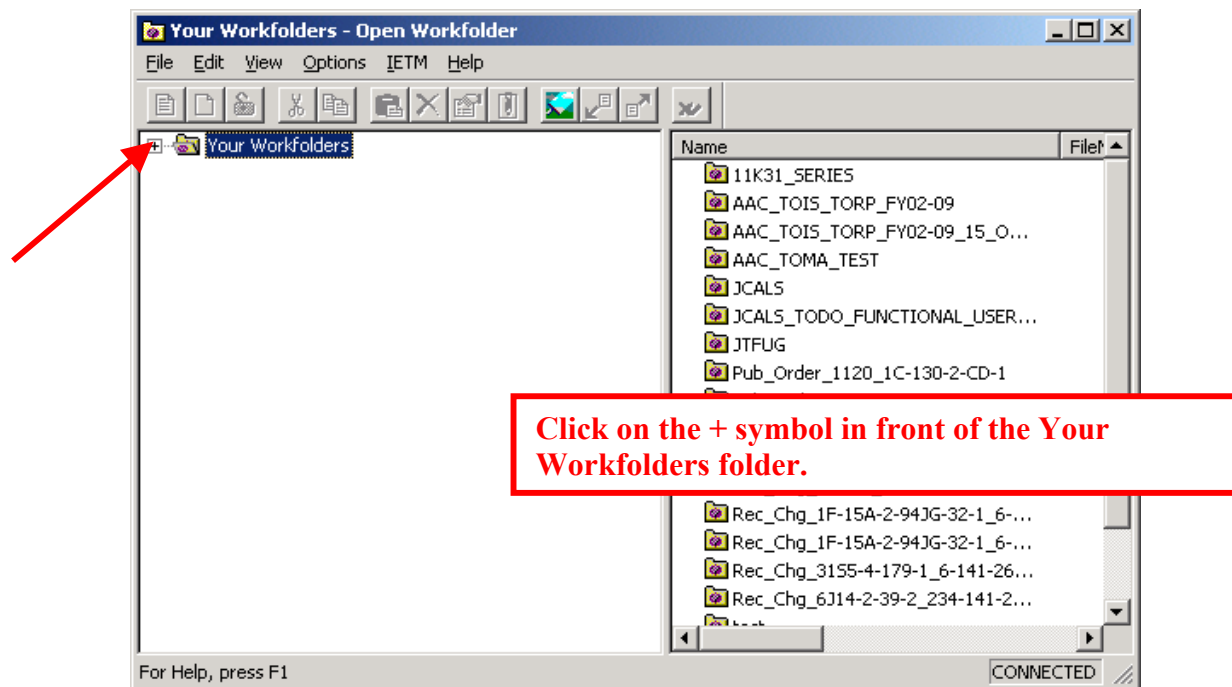 Your Workfolders - Open Workfolder
File Edit View Options IETM Help
Your Workfolders
Name
11K31_SERIES
AAC_TOIS_TORP_FY02-09
AAC_TOIS_TORP_FY02-09_15_O...
AAC_TOMA_TEST
JCALS
JCALS_TODO_FUNCTIONAL_USER...
JTFUG
Pub_Order_1120_1C-130-2-CD-1
Click on the + symbol in front of the Your
Workfolders folder.
Rec_Chg_1F-15A-2-94JG-32-1_6-...
Rec_Chg_1F-15A-2-94JG-32-1_6-...
Rec_Chg_31S5-4-179-1_6-141-26...
Rec_Chg_6J14-2-39-2_234-141-2...
For Help, press F1
CONNECTED